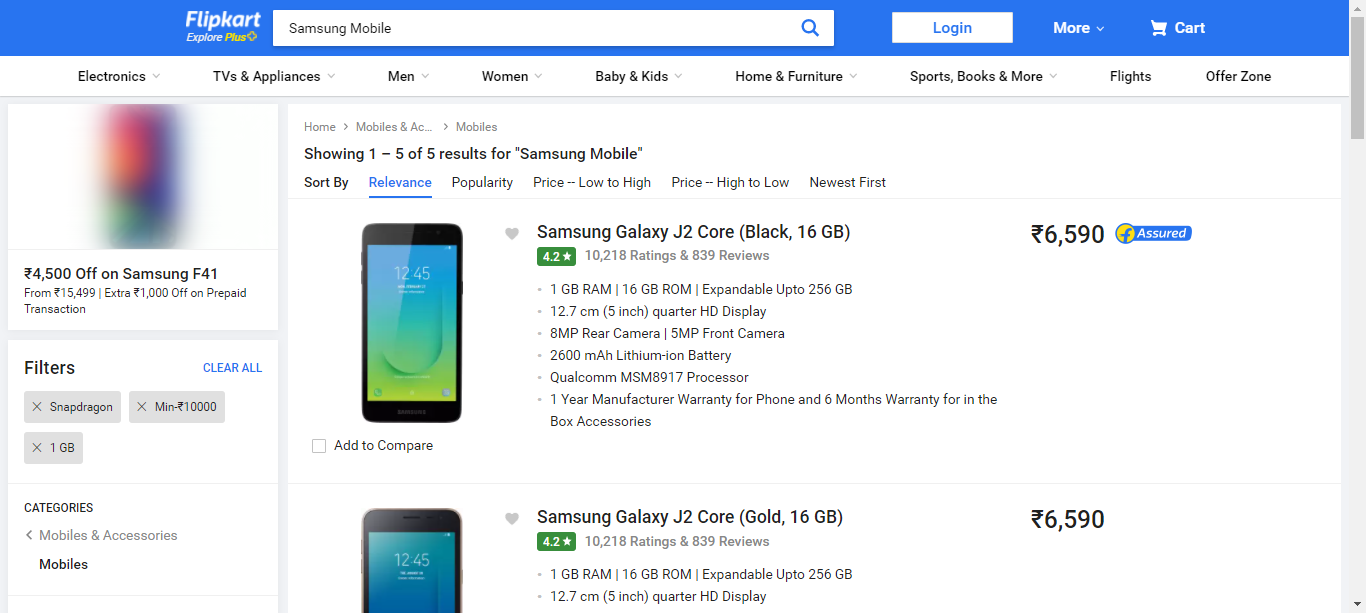 Flipkart
Explore Plus
Samsung Mobile
Login
More
Cart
Electronics
TVs & Appliances
Men
Women
Baby & Kids
Home & Furniture
Sports, Books & More
Flights
Offer Zone
₹4,500 Off on Samsung F41
From ₹15,499 | Extra ₹1,000 Off on Prepaid
Transaction
Filters
CLEAR ALL
Snapdragon
Min-₹10000
1 GB
CATEGORIES
Mobiles & Accessories
Mobiles
Home
Mobiles & Ac...
Mobiles
Showing 1 – 5 of 5 results for "Samsung Mobile"
Sort By
Relevance
Popularity
Price -- Low to High
Price -- High to Low
Newest First
12:45
SAMSUNG
Add to Compare
Samsung Galaxy J2 Core (Black, 16 GB)
4.2★
10,218 Ratings & 839 Reviews
1 GB RAM | 16 GB ROM | Expandable Upto 256 GB
12.7 cm (5 inch) quarter HD Display
8MP Rear Camera | 5MP Front Camera
2600 mAh Lithium-ion Battery
Qualcomm MSM8917 Processor
1 Year Manufacturer Warranty for Phone and 6 Months Warranty for in the
Box Accessories
₹6,590
Assured
12:45
Samsung Galaxy J2 Core (Gold, 16 GB)
4.2★
10,218 Ratings & 839 Reviews
1 GB RAM | 16 GB ROM | Expandable Upto 256 GB
12.7 cm (5 inch) quarter HD Display
₹6,590